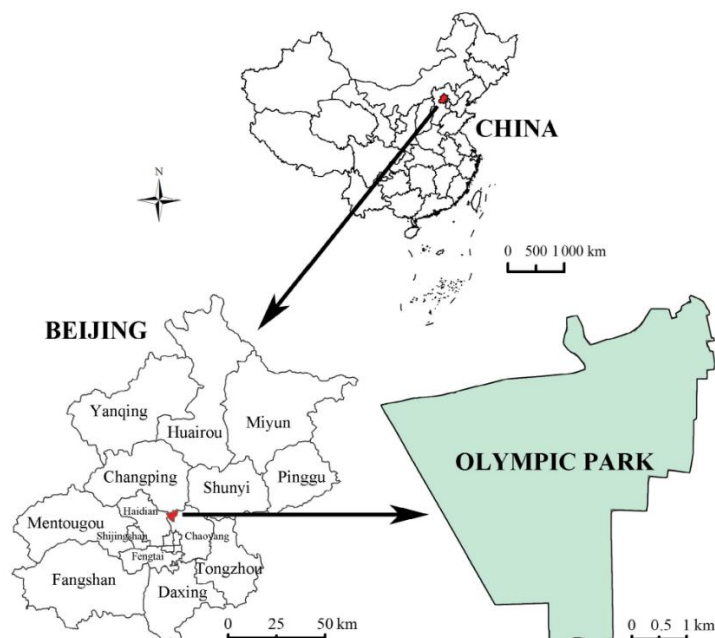 N
CHINA
0 500 1 000 km
BEIJING
Yanqing
Huairou
Miyun
OLYMPIC PARK
Changping
Shunyi
Pinggu
Haidian
Mentougou
Shijingshan
Chaoyang
Fengtai
Tongzhou
Fangshan
Daxing
0 25 50 km
0 0.5 1 km